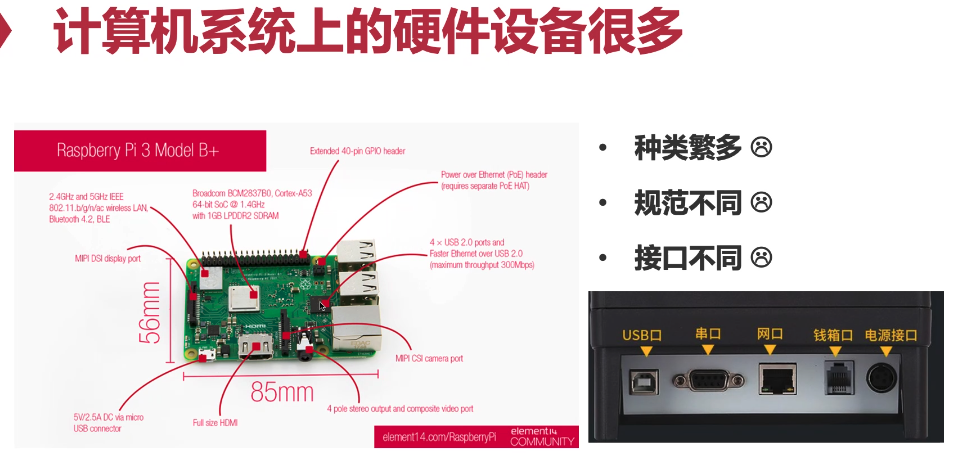 计算机系统上的硬件设备很多
Raspberry Pi 3 Model B+
Extended 40-pin GPIO header
Power over Ethernet (PoE) header
(requires separate PoE HAT)
2.4GHz and 5GHz IEEE
802.11.b/g/n/ac wireless LAN,
Bluetooth 4.2, BLE
Broadcom BCM2837B0, Cortex-A53
64-bit SoC @ 1.4GHz
with 1GB LPDDR2 SDRAM
4 × USB 2.0 ports and
Faster Ethernet over USB 2.0
(maximum throughput 300Mbps)
MIPI DSI display port
56mm
HDMI
MIPI CSI camera port
85mm
4 pole stereo output and composite video port
5V/2.5A DC via micro
USB connector
Full size HDMI
element14.com/RaspberryPi
element14
COMMUNITY
• 种类繁多 ☹
• 规范不同 ☹
• 接口不同 ☹
USB口 串口 网口 钱箱口 电源接口